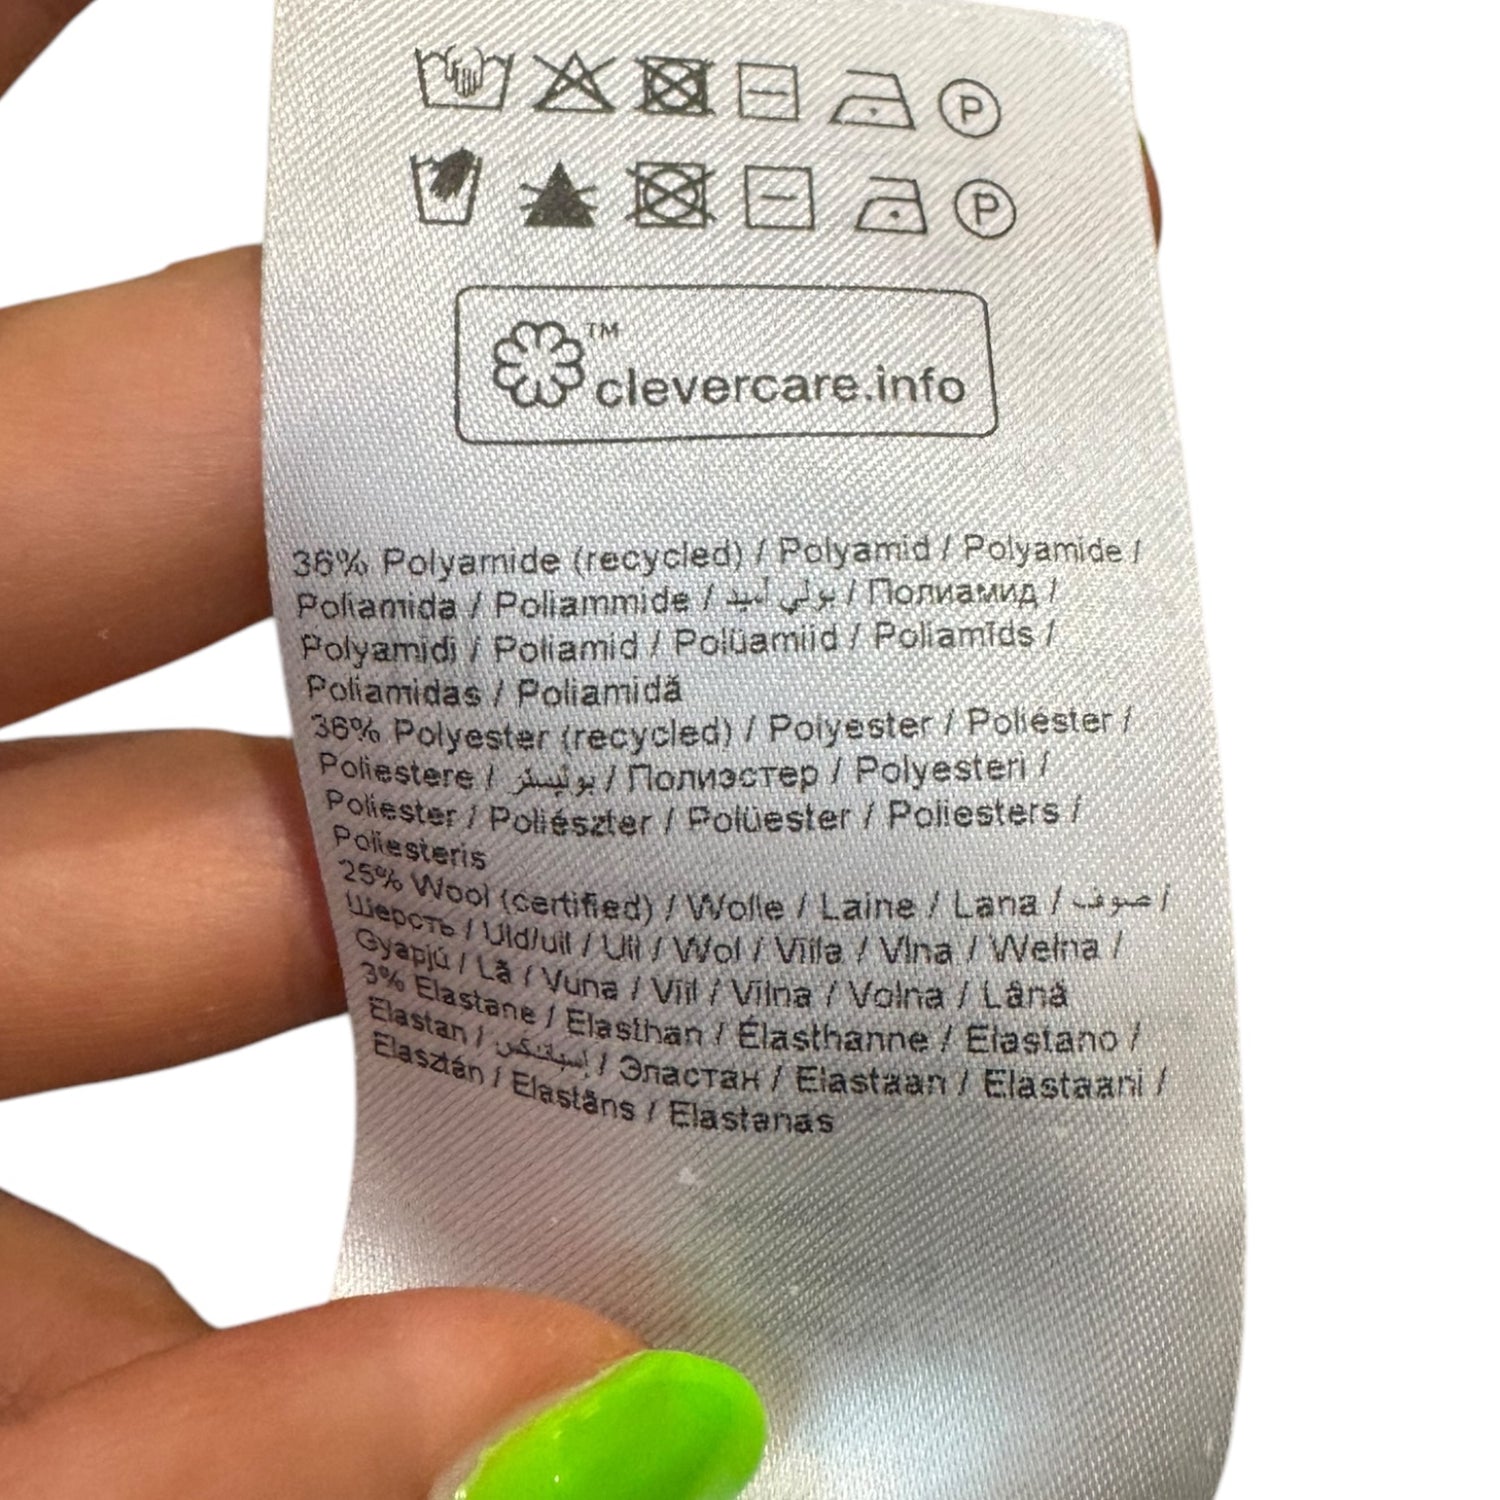 P
P
TM
clevercare.info
36% Polyamide (recycled) / Polyamid / Polyamide /
Poliamida / Poliammide / بولي أميد / Полиамид /
Polyamidi / Poliamid / Polüamiid / Poliamīds /
Poliamidas / Poliamidă
36% Polyester (recycled) / Polyester / Poliéster /
Poliestere / بوليستر / Полиэстер / Polyesteri /
Poliester / Poliészter / Polüester / Poliesters /
Poliesteris
25% Wool (certified) / Wolle / Laine / Lana / صوف /
Шерсть / Uld/ull / Ull / Wol / Villa / Vlna / Wełna /
Gyapjú / Lã / Vuna / Vill / Vilna / Volna / Lână
3% Elastane / Elasthan / Élasthanne / Elastano /
Elastan / إسباندكس / Эластан / Elastaan / Elastaani /
Elasztán / Elastāns / Elastanas